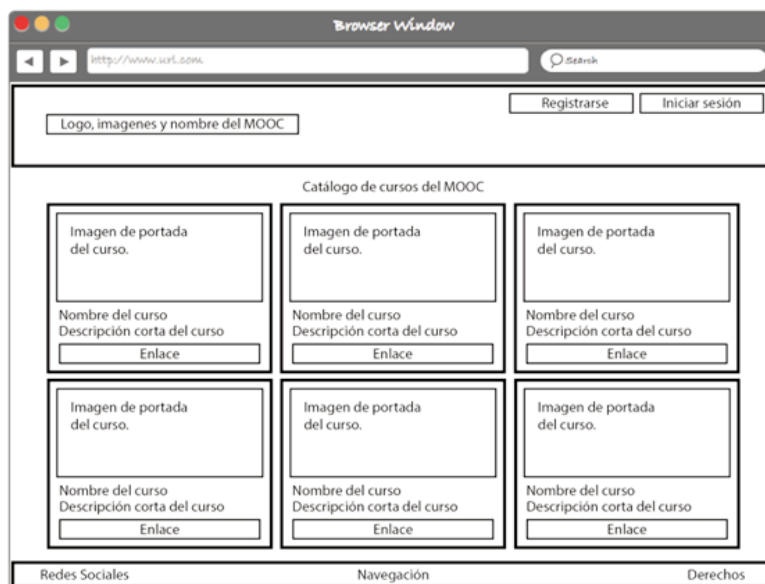 Browser Window
http://www.url.com
Search
Registrarse
Iniciar sesión
Logo, imagenes y nombre del MOOC
Catálogo de cursos del MOOC
Imagen de portada
del curso.
Nombre del curso
Descripción corta del curso
Enlace
Imagen de portada
del curso.
Nombre del curso
Descripción corta del curso
Enlace
Imagen de portada
del curso.
Nombre del curso
Descripción corta del curso
Enlace
Imagen de portada
del curso.
Nombre del curso
Descripción corta del curso
Enlace
Imagen de portada
del curso.
Nombre del curso
Descripción corta del curso
Enlace
Imagen de portada
del curso.
Nombre del curso
Descripción corta del curso
Enlace
Redes Sociales
Navegación
Derechos